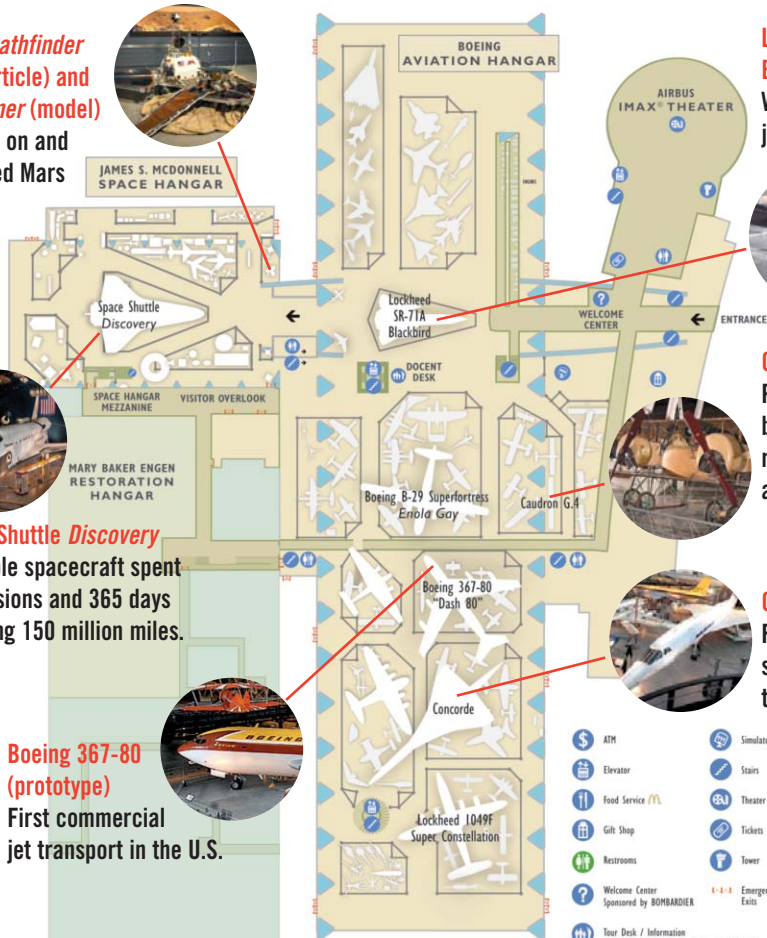 athfinder
rticle) and
ner (model)
on and
ed Mars
BOEING
AVIATION HANGAR
AIRBUS
IMAX® THEATER
JAMES S. MCDONNELL
SPACE HANGAR
Space Shuttle
Discovery
Lockheed
SR-71A
Blackbird
WELCOME
CENTER
ENTRANCE
DOCENT
DESK
SPACE HANGAR
MEZZANINE
VISITOR OVERLOOK
MARY BAKER ENGEN
RESTORATION
HANGAR
Boeing B-29 Superfortress
Enola Gay
Caudron G.4
Shuttle Discovery
le spacecraft spent
sions and 365 days
ng 150 million miles.
Boeing 367-80
"Dash 80"
Concorde
Boeing 367-80
(prototype)
First commercial
jet transport in the U.S.
BOEING
Lockheed 1049F
Super Constellation
$ ATM
Elevator
Food Service
Gift Shop
Restrooms
? Welcome Center
Sponsored by BOMBARDIER
Tour Desk / Information
Simulato
Stairs
Theater
Tickets
Tower
Emergen
Exits